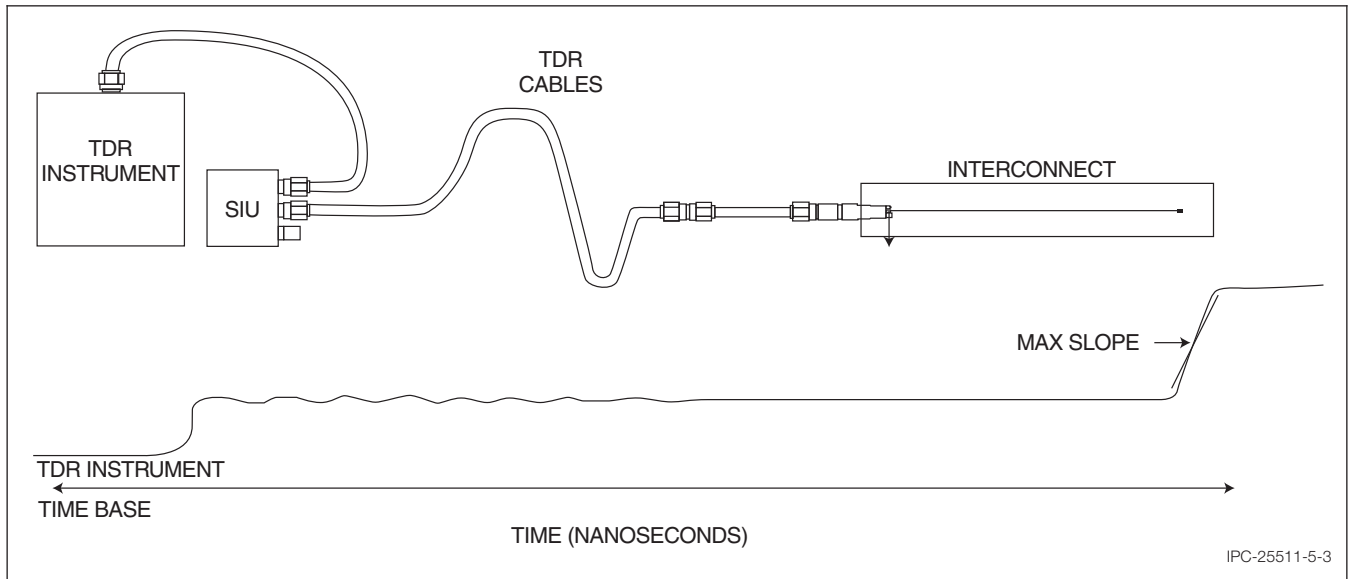 TDR
CABLES
TDR
INSTRUMENT
SIU
INTERCONNECT
MAX SLOPE
TDR INSTRUMENT
TIME BASE
TIME (NANOSECONDS)
IPC-25511-5-3